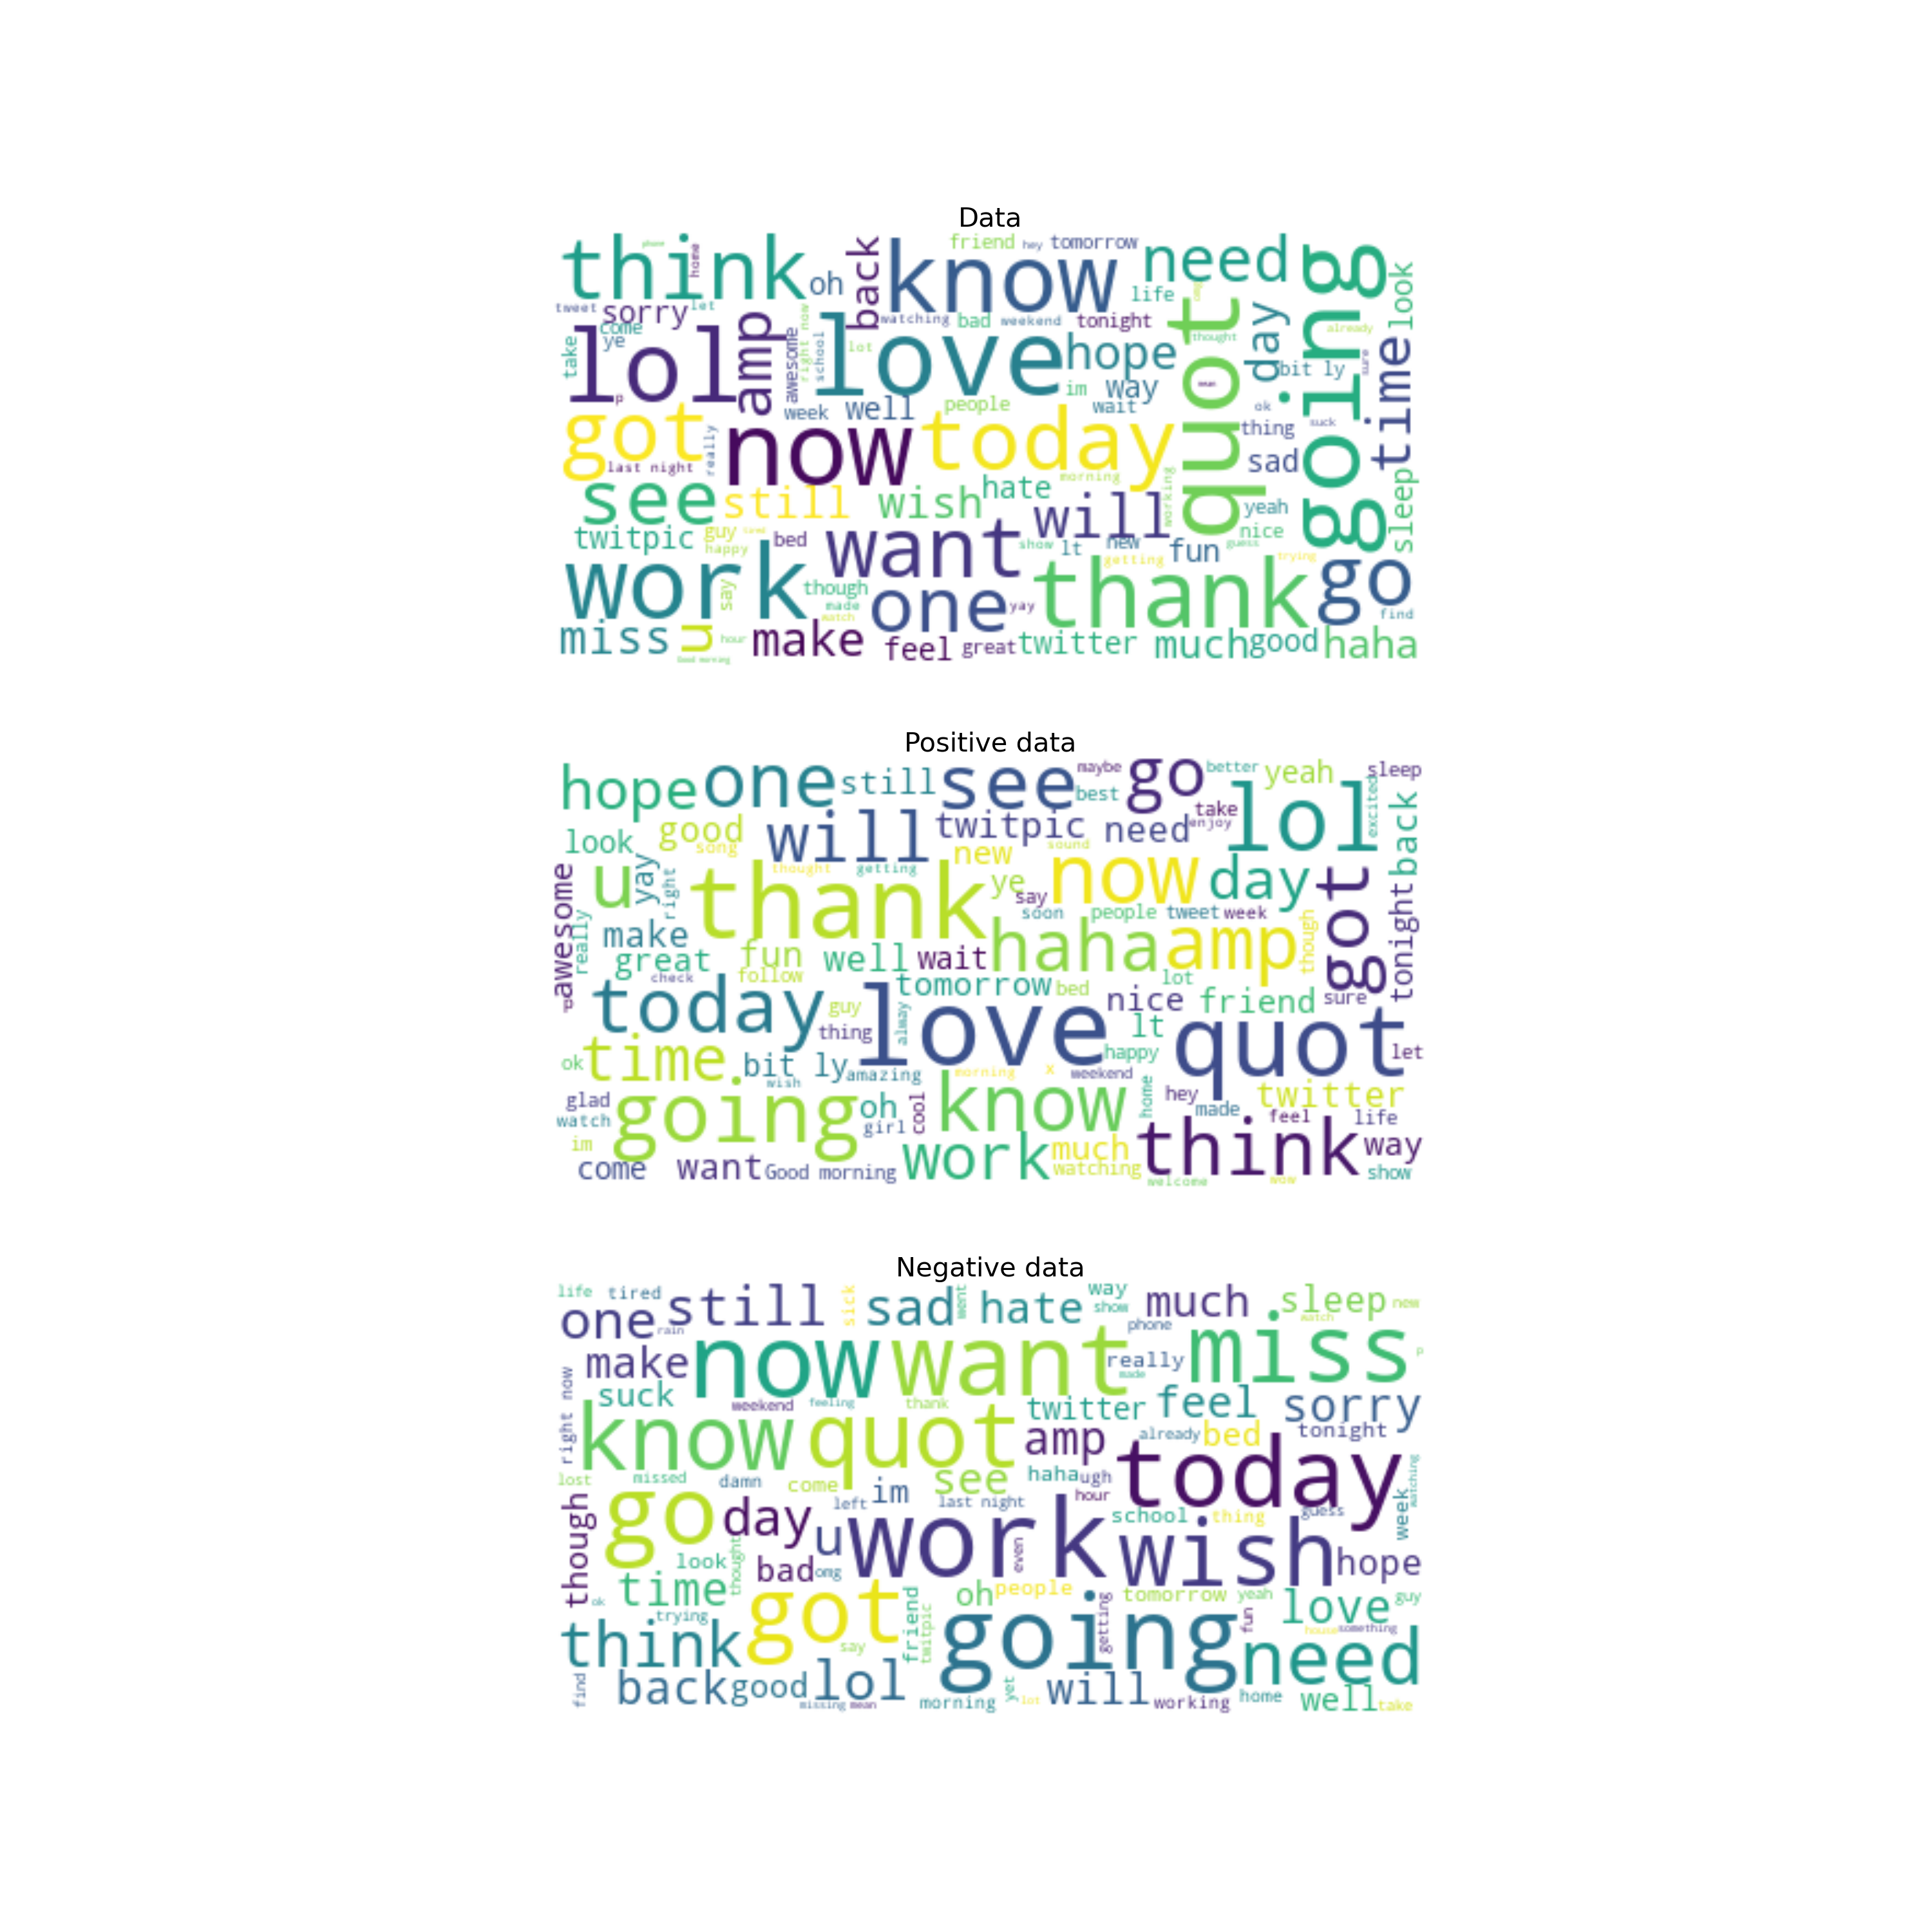 Data
think phone home oh back know friend hey tomorrow need going look
tweet sorry let come ye take lol p amp awesome right now school love watching bad weekend tonight life hope lot im way wait
quot omg thought mean day bit ly already sure time ok thing suck sad
got last night really week well people now today morning working
see still wish hate will yeah nice sleep
twitpic guy tired happy bed want show lt new getting fun guess trying
work say though made watch one yay thank go find
miss u hour Good morning make feel great twitter much good haha
Positive data
hope one still see maybe best go better yeah sleep
look good song will twitpic need take enjoy lol excited back
awesome u yay right thank thought getting new sound ye now day got tonight
really make great check fun follow well wait say soon people tweet week haha amp though
p today guy thing love alway tomorrow bed lot nice friend sure
ok time bit ly wish amazing morning x weekend happy lt quot let
glad watch im going oh girl cool know home hey made twitter feel life
come want Good morning work much watching welcome think wow way show
Negative data
life tired one rain still sick sad went hate way show phone much sleep new watch
make suck now want really made miss p
right now know weekend feeling thank quot twitter feel sorry amp already bed tonight
lost missed damn come see haha ugh hour today week watching
though go day left im last night u work even school thing guess wish hope
look thought bad omg time ok oh people tomorrow yeah love guy
trying think got say friend twitpic going getting fun house something need
find back good lol missing mean morning yet lot will working home well take